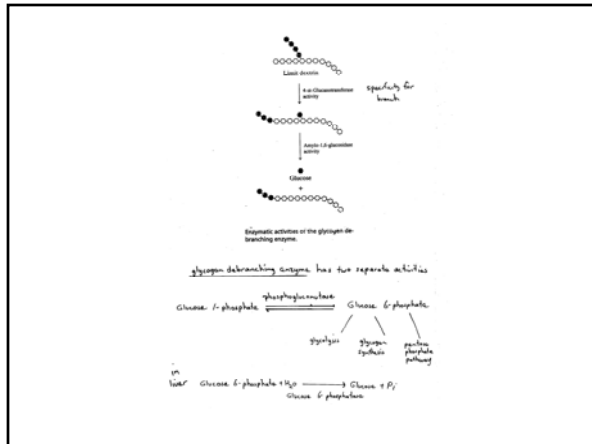 Limit dextrin
4-α-Glucanotransferase
activity
specificity for
branch
Amylo-1,6-glucosidase
activity
Glucose
+
Enzymatic activities of the glycogen de-
branching enzyme.
glycogen debranching enzyme has two separate activities
phosphoglucomutase
Glucose 1-phosphate Glucose 6-phosphate
glycolysis glycogen synthesis pentose phosphate pathway
in
liver Glucose 6-phosphate + H₂O Glucose + Pi
Glucose 6-phosphatase